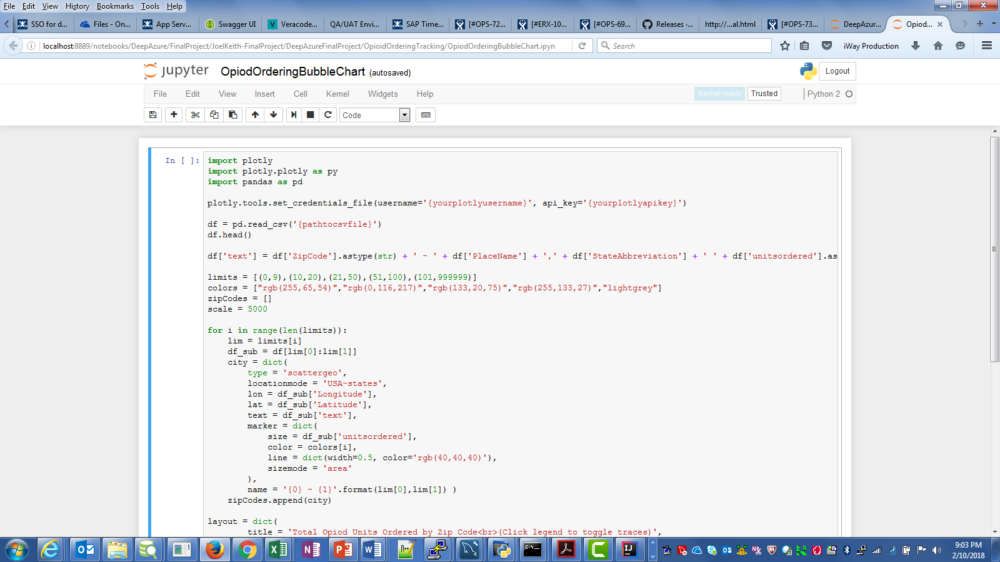 File Edit View History Bookmarks Tools Help
SSO for d... Files - On... App Serv... Swagger UI Veracode... QA/UAT Envi... SAP Time... [#OPS-72... [#ERX-10... [#OPS-69... Releases ·... http://...al.html [#OPS-73... DeepAzur... Opiod...
localhost:8889/notebooks/DeepAzure/FinalProject/JoelKeith-FinalProject/DeepAzureFinalProject/OpioidOrderingTracking/OpiodOrderingBubbleChart.ipyn Search iWay Production
jupyter OpiodOrderingBubbleChart (autosaved) Logout
File Edit View Insert Cell Kernel Widgets Help Kernel ready Trusted Python 2
Code
In [ ]: import plotly
import plotly.plotly as py
import pandas as pd
plotly.tools.set_credentials_file(username='{yourplotlyusername}', api_key='{yourplotlyapikey}')
df = pd.read_csv('{pathtocsvfile}')
df.head()
df['text'] = df['ZipCode'].astype(str) + ' - ' + df['PlaceName'] + ',' + df['StateAbbreviation'] + ' ' + df['unitsordered'].as
limits = [(0,9),(10,20),(21,50),(51,100),(101,999999)]
colors = ["rgb(255,65,54)","rgb(0,116,217)","rgb(133,20,75)","rgb(255,133,27)","lightgrey"]
zipCodes = []
scale = 5000
for i in range(len(limits)):
    lim = limits[i]
    df_sub = df[lim[0]:lim[1]]
    city = dict(
        type = 'scattergeo',
        locationmode = 'USA-states',
        lon = df_sub['Longitude'],
        lat = df_sub['Latitude'],
        text = df_sub['text'],
        marker = dict(
            size = df_sub['unitsordered'],
            color = colors[i],
            line = dict(width=0.5, color='rgb(40,40,40)'),
            sizemode = 'area'
        ),
        name = '{0} - {1}'.format(lim[0],lim[1]) )
    zipCodes.append(city)
layout = dict(
        title = 'Total Opiod Units Ordered by Zip Code<br>(Click legend to toggle traces)',
9:03 PM
2/10/2018